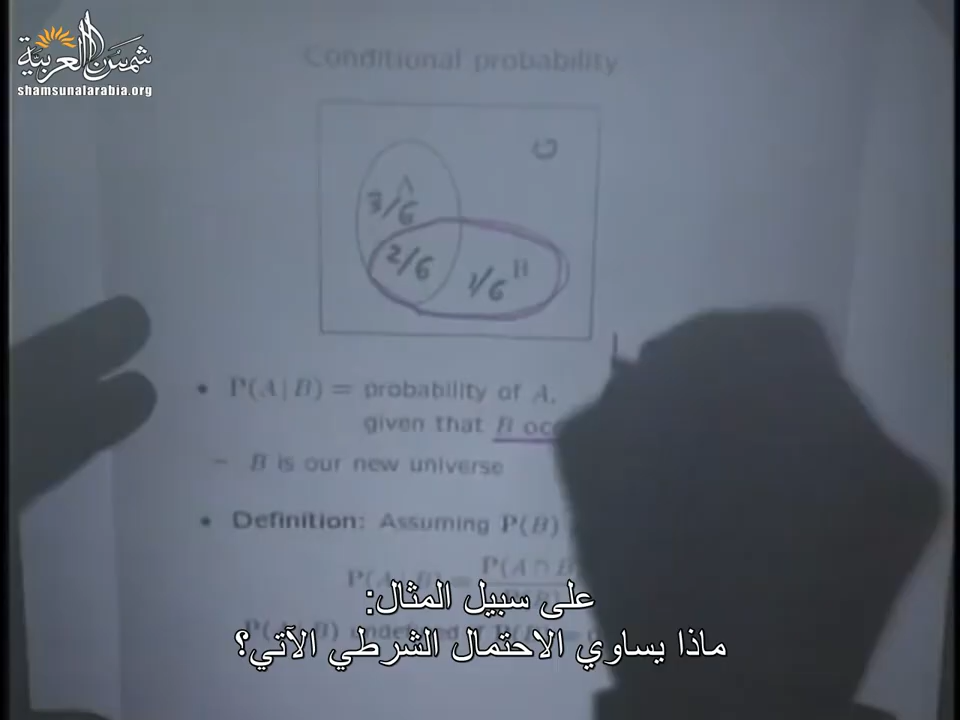 شمس العربية
shamsunalarabia.org
Conditional probability
A
3/6
2/6
1/6
B
• P(A | B) = probability of A,
given that B oc
– B is our new universe
• Definition: Assuming P(B)
على سبيل المثال:
ماذا يساوي الاحتمال الشرطي الآتي؟